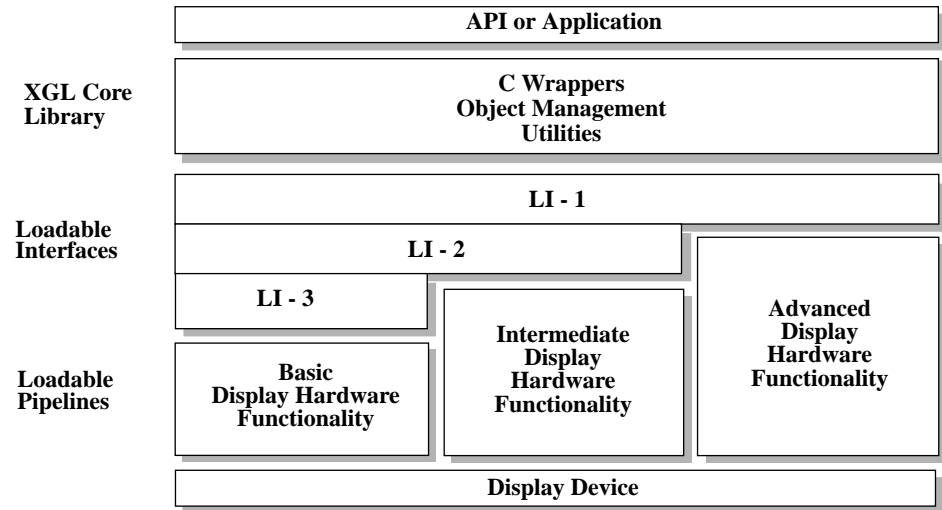 API or Application
XGL Core
Library
C Wrappers
Object Management
Utilities
Loadable
Interfaces
LI - 1
LI - 2
LI - 3
Loadable
Pipelines
Basic
Display Hardware
Functionality
Intermediate
Display
Hardware
Functionality
Advanced
Display
Hardware
Functionality
Display Device